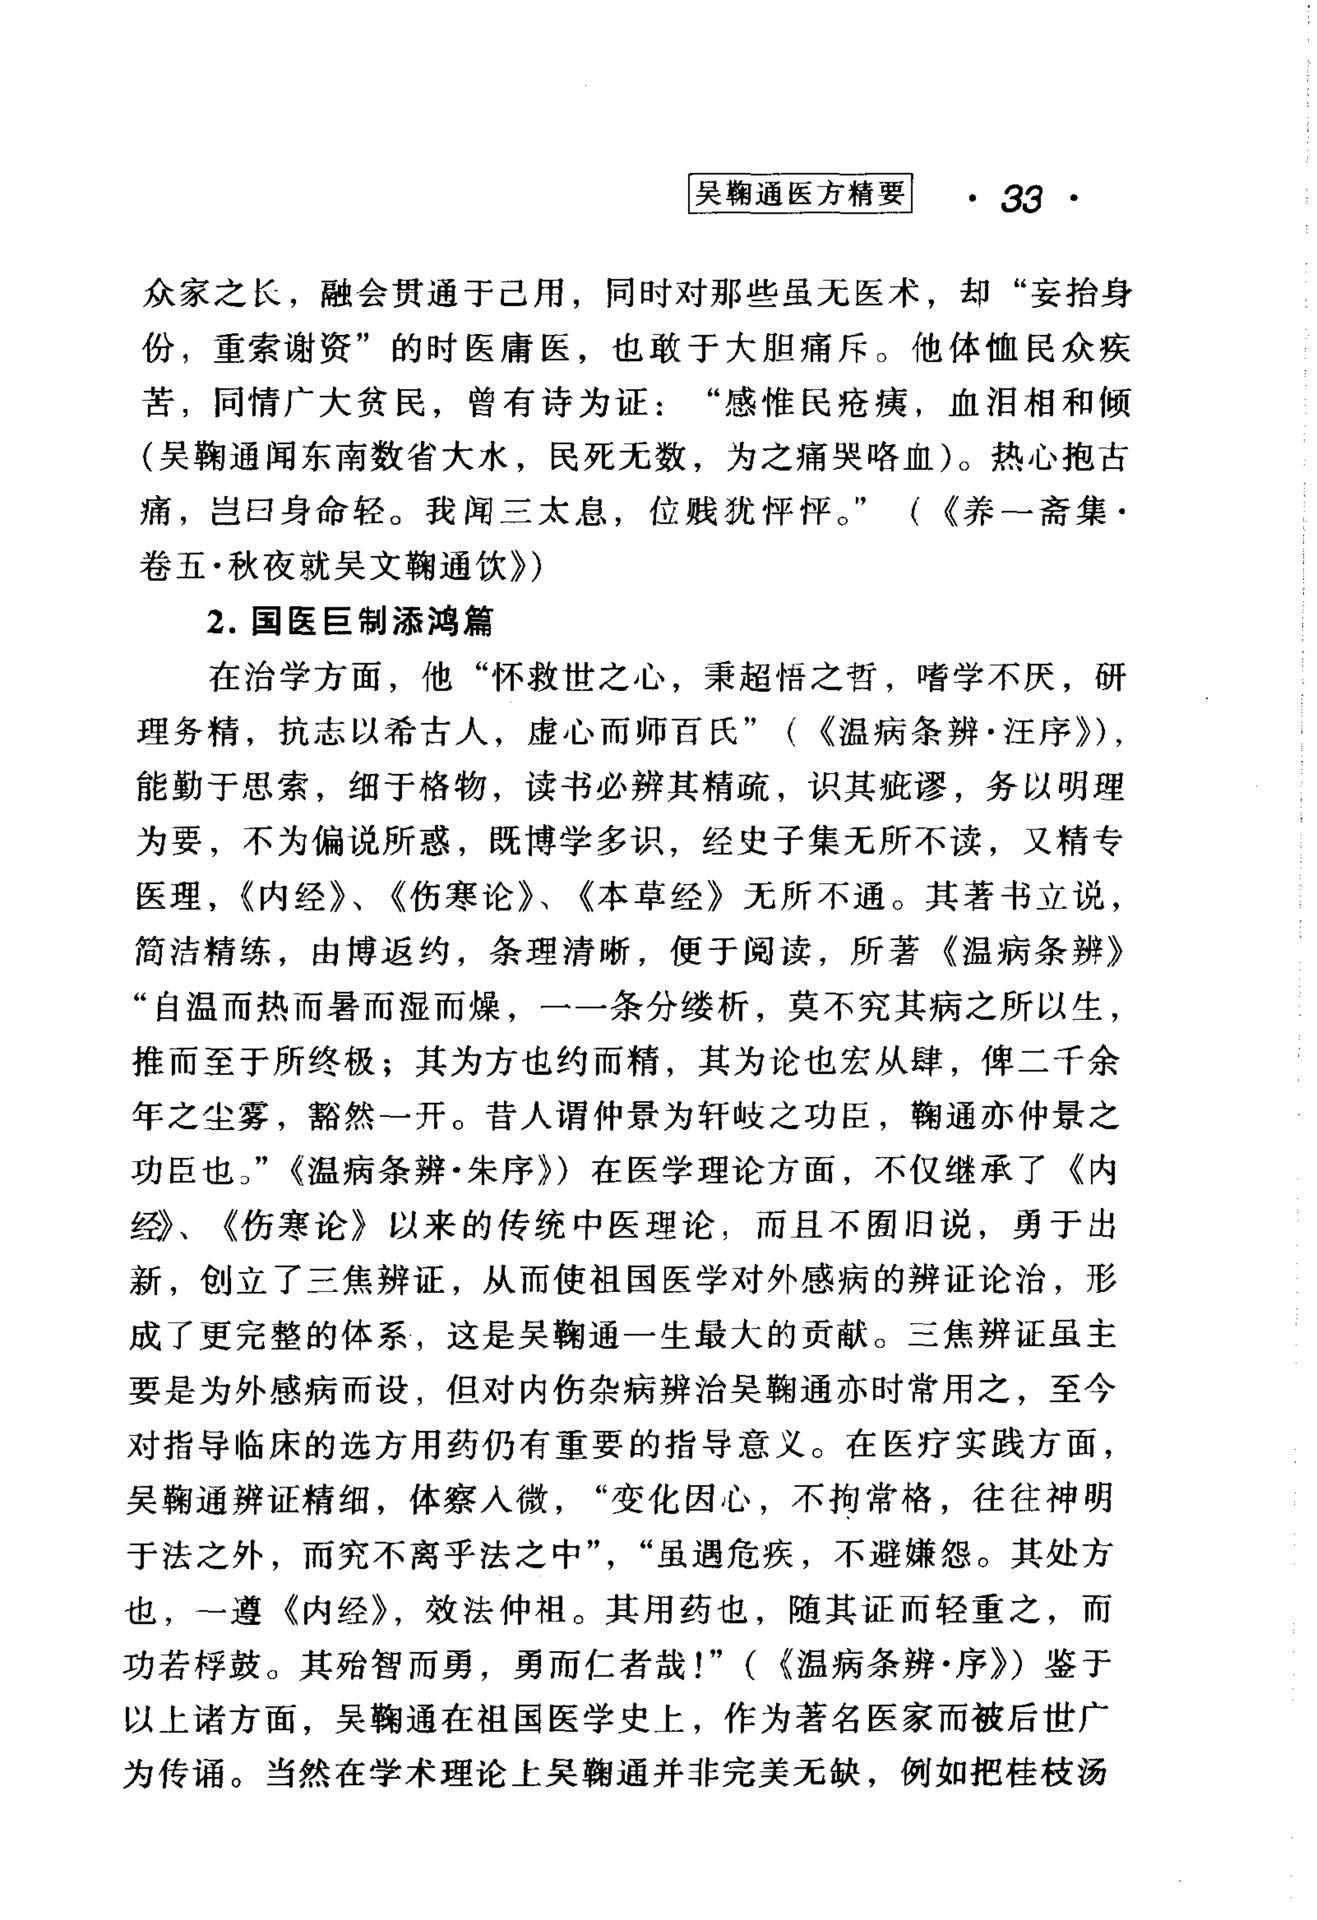 吴鞠通医方精要 · 33 ·
众家之长，融会贯通于己用，同时对那些虽无医术，却“妄抬身
份，重索谢资”的时医庸医，也敢于大胆痛斥。他体恤民众疾
苦，同情广大贫民，曾有诗为证：“感惟民疮痍，血泪相和倾
(吴鞠通闻东南数省大水，民死无数，为之痛哭咯血)。热心抱古
痛，岂曰身命轻。我闻三太息，位贱犹怦怦。”（《养一斋集·
卷五·秋夜就吴文鞠通饮》）
2. 国医巨制添鸿篇
在治学方面，他“怀救世之心，秉超悟之哲，嗜学不厌，研
理务精，抗志以希古人，虚心而师百氏”（《温病条辨·汪序》），
能勤于思索，细于格物，读书必辨其精疏，识其疵谬，务以明理
为要，不为偏说所惑，既博学多识，经史子集无所不读，又精专
医理，《内经》、《伤寒论》、《本草经》无所不通。其著书立说，
简洁精练，由博返约，条理清晰，便于阅读，所著《温病条辨》
“自温而热而暑而湿而燥，一一条分缕析，莫不究其病之所以生，
推而至于所终极；其为方也约而精，其为论也宏从肆，俾二千余
年之尘雾，豁然一开。昔人谓仲景为轩岐之功臣，鞠通亦仲景之
功臣也。”《温病条辨·朱序》）在医学理论方面，不仅继承了《内
经》、《伤寒论》以来的传统中医理论，而且不囿旧说，勇于出
新，创立了三焦辨证，从而使祖国医学对外感病的辨证论治，形
成了更完整的体系，这是吴鞠通一生最大的贡献。三焦辨证虽主
要是为外感病而设，但对内伤杂病辨治吴鞠通亦时常用之，至今
对指导临床的选方用药仍有重要的指导意义。在医疗实践方面，
吴鞠通辨证精细，体察入微，“变化因心，不拘常格，往往神明
于法之外，而究不离乎法之中”，“虽遇危疾，不避嫌怨。其处方
也，一遵《内经》，效法仲祖。其用药也，随其证而轻重之，而
功若桴鼓。其殆智而勇，勇而仁者哉！”（《温病条辨·序》）鉴于
以上诸方面，吴鞠通在祖国医学史上，作为著名医家而被后世广
为传诵。当然在学术理论上吴鞠通并非完美无缺，例如把桂枝汤